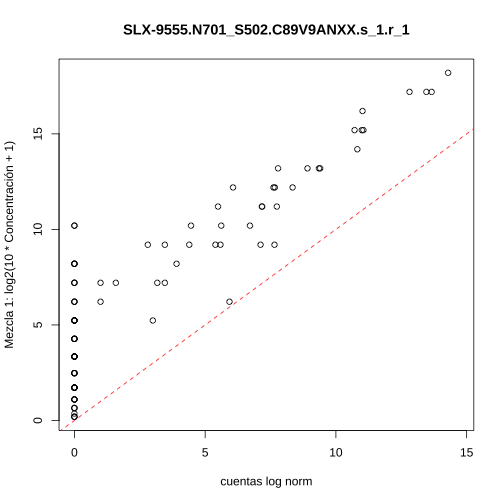 SLX-9555.N701_S502.C89V9ANXX.s_1.r_1
Mezcla 1: log2(10 * Concentración + 1)
15
10
5
0
0 5 10 15
cuentas log norm